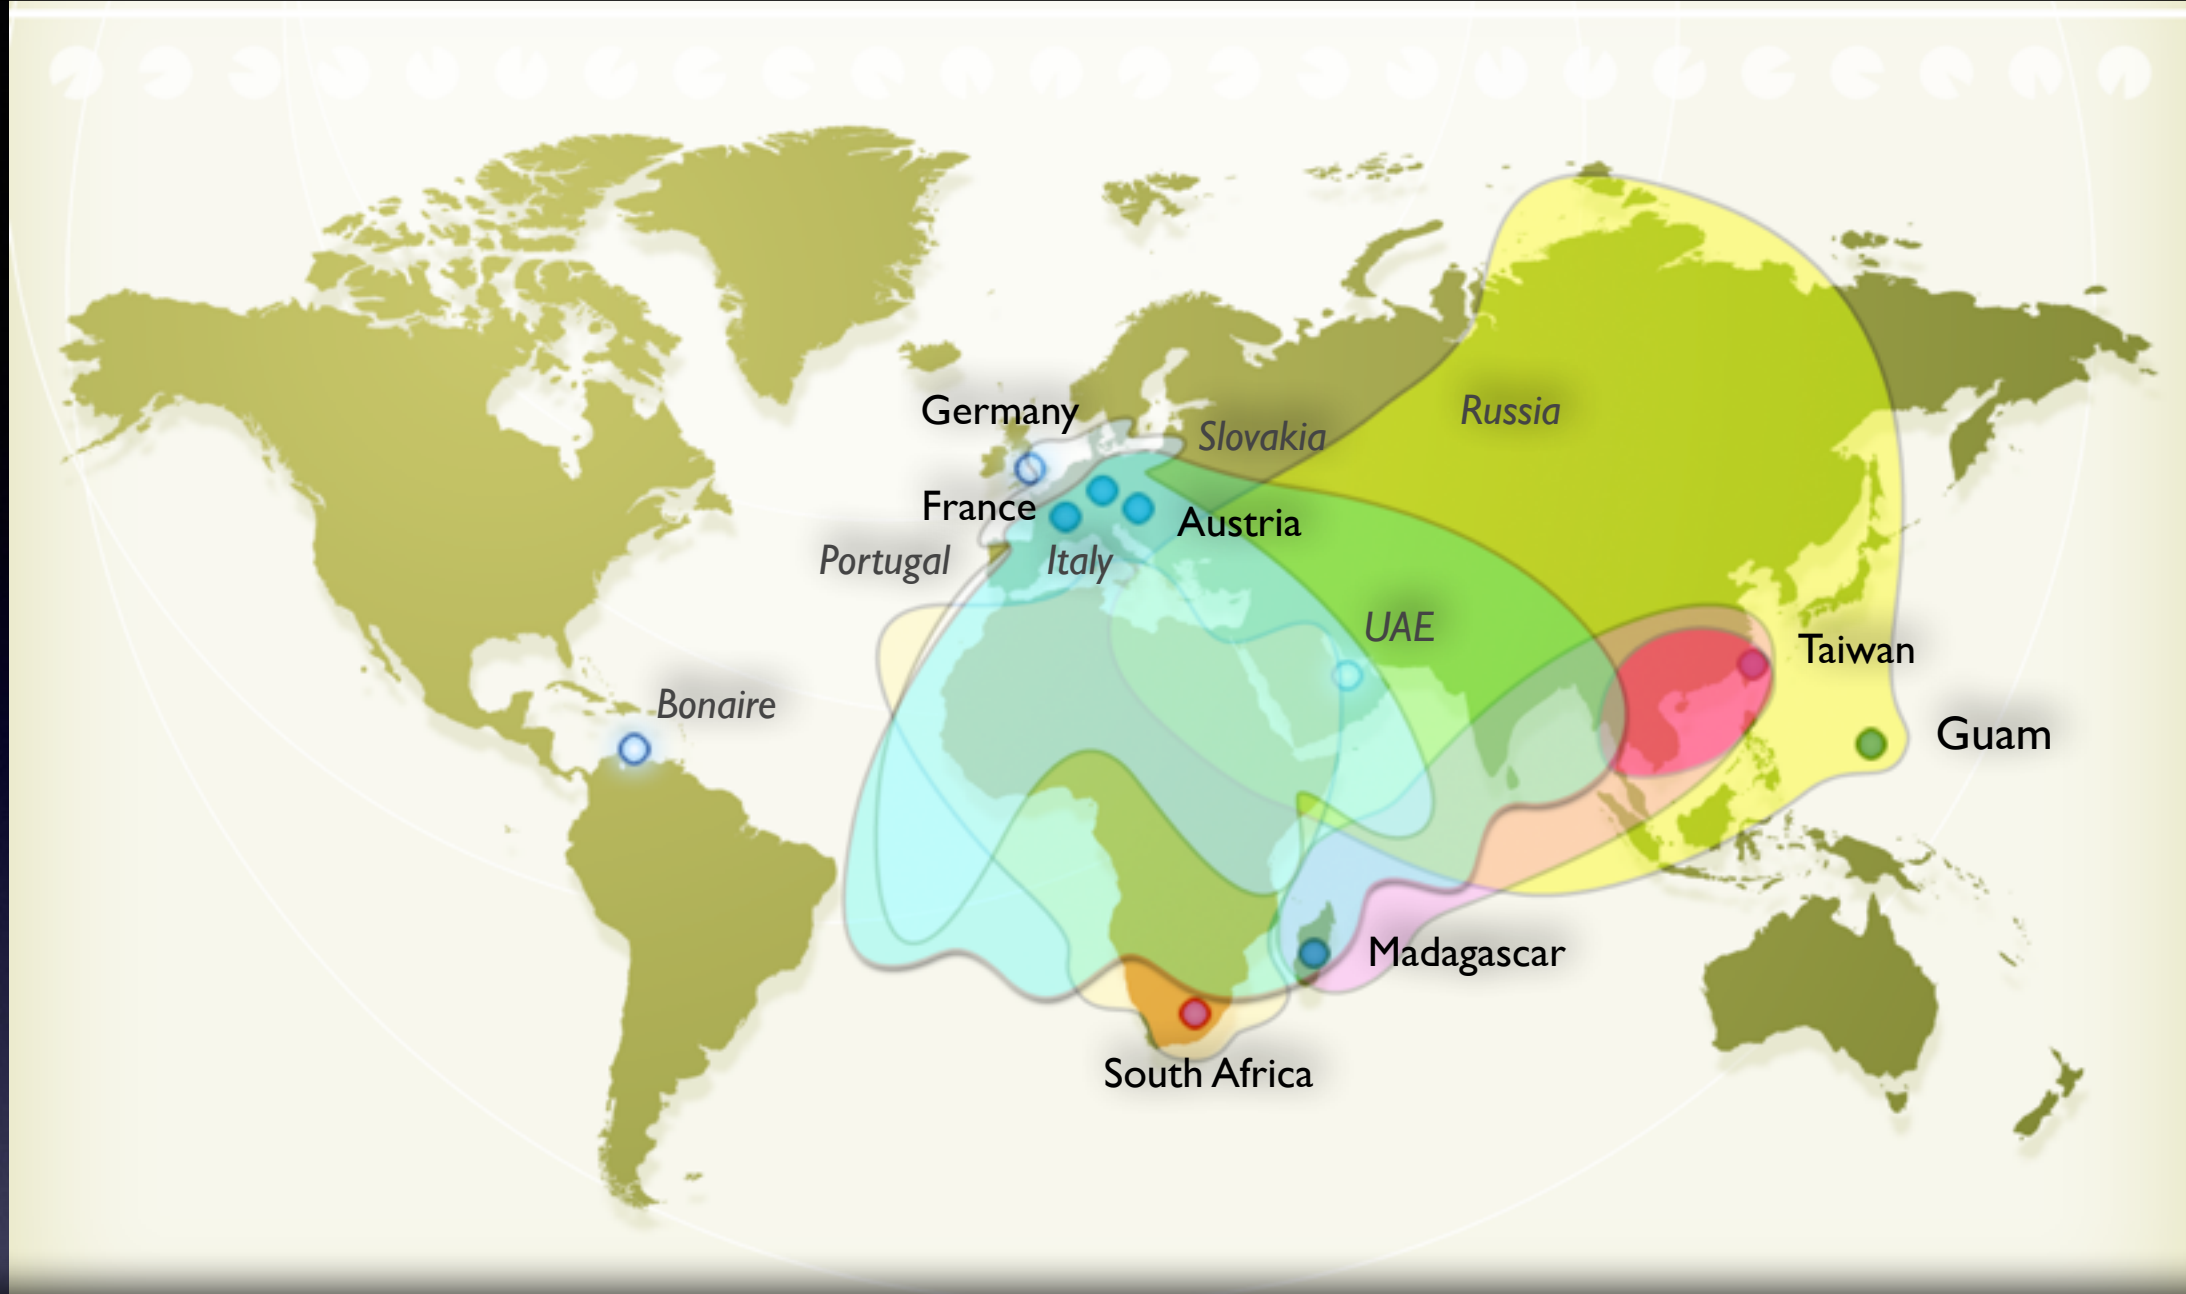 Germany
Slovakia
Russia
France
Austria
Portugal
Italy
UAE
Taiwan
Bonaire
Guam
Madagascar
South Africa